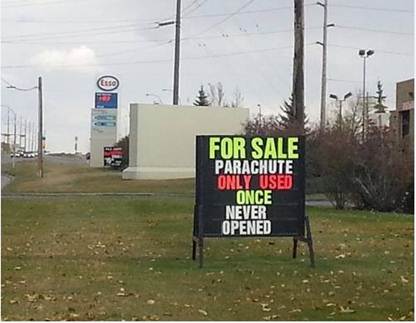 Esso
FOR SALE
PARACHUTE
ONLY USED
ONCE
NEVER
OPENED